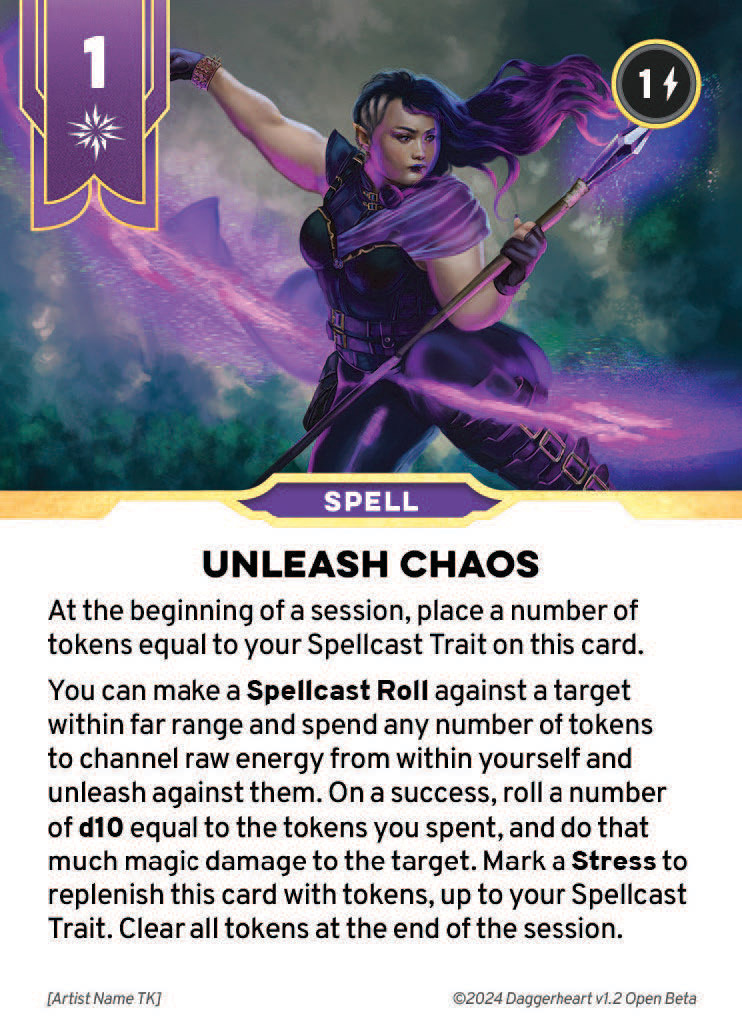 1
1
SPELL
UNLEASH CHAOS
At the beginning of a session, place a number of
tokens equal to your Spellcast Trait on this card.
You can make a Spellcast Roll against a target
within far range and spend any number of tokens
to channel raw energy from within yourself and
unleash against them. On a success, roll a number
of d10 equal to the tokens you spent, and do that
much magic damage to the target. Mark a Stress to
replenish this card with tokens, up to your Spellcast
Trait. Clear all tokens at the end of the session.
[Artist Name TK]
©2024 Daggerheart v1.2 Open Beta